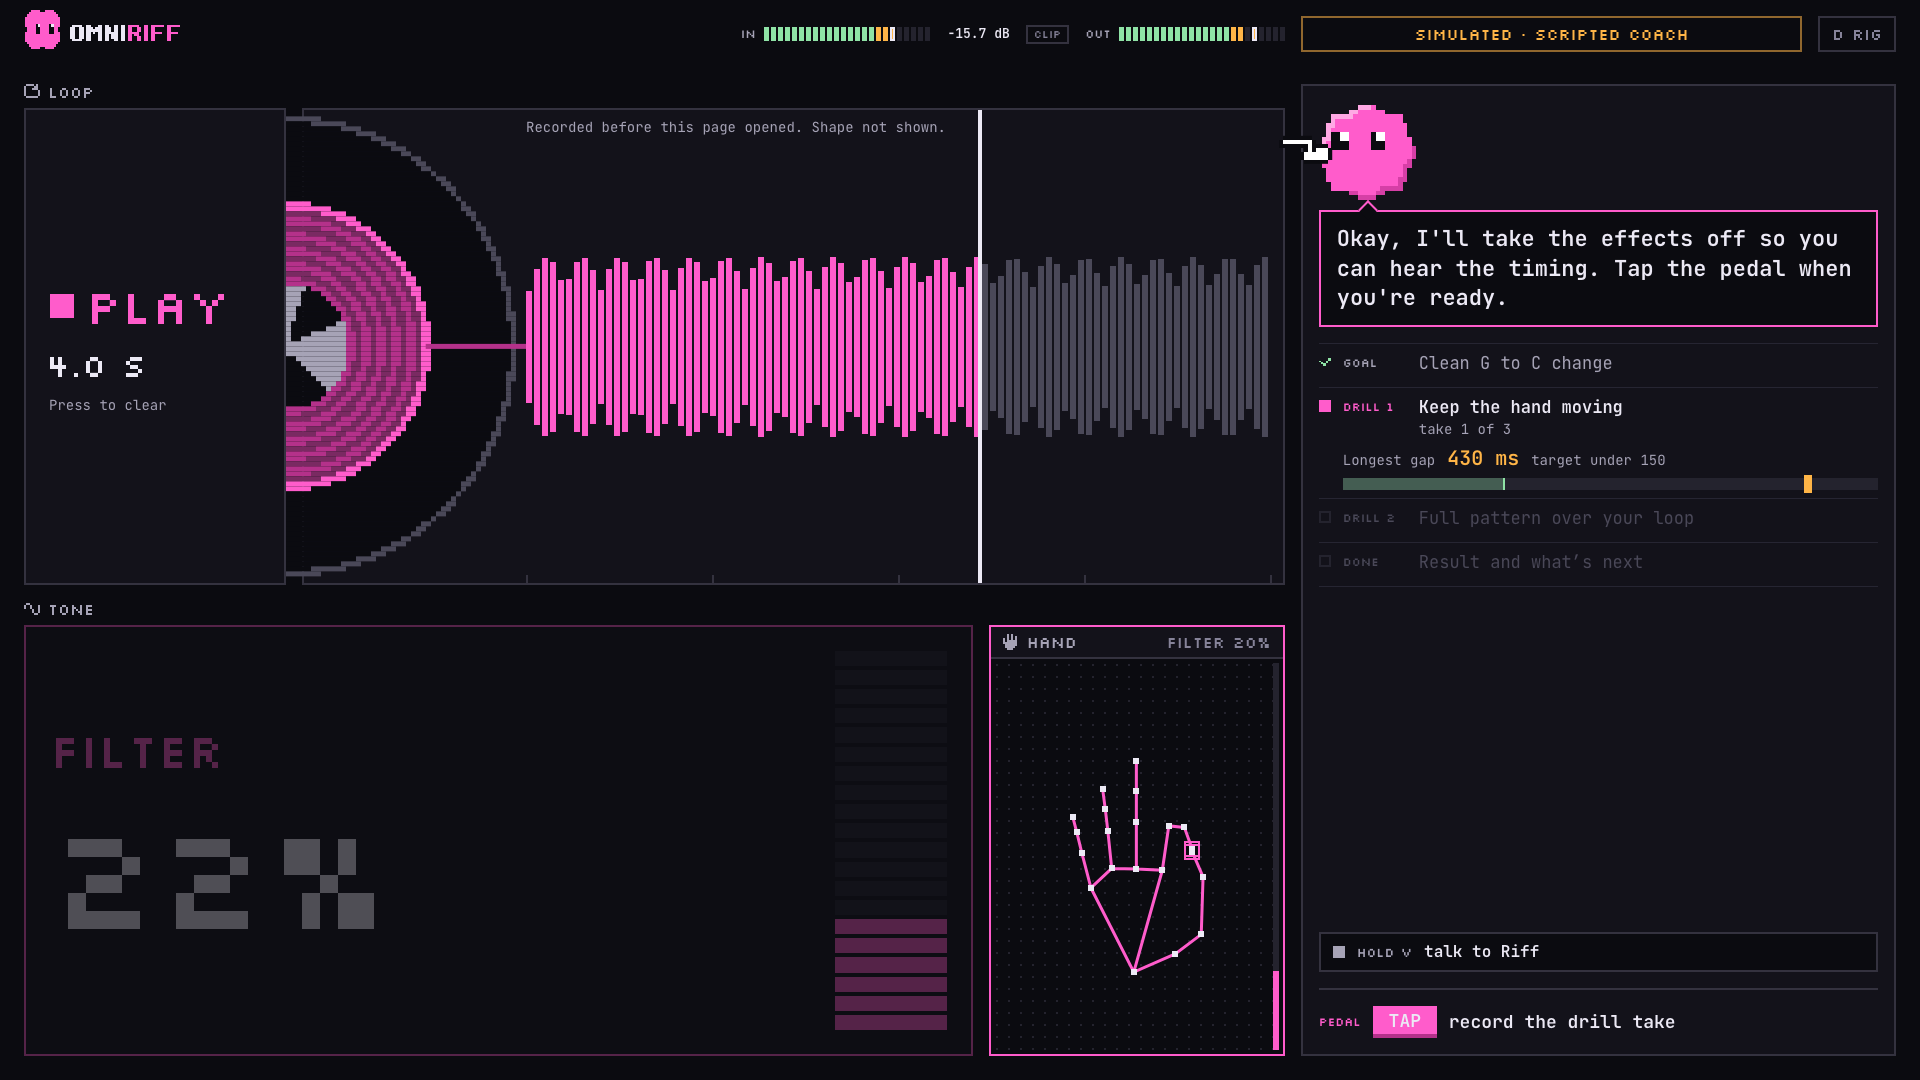 OMNIRIFF
IN -15.7 dB CLIP OUT
SIMULATED · SCRIPTED COACH
D RIG
LOOP
PLAY
4.0 S
Press to clear
Recorded before this page opened. Shape not shown.
Okay, I'll take the effects off so you
can hear the timing. Tap the pedal when
you're ready.
GOAL Clean G to C change
DRILL 1 Keep the hand moving
take 1 of 3
Longest gap 430 ms target under 150
DRILL 2 Full pattern over your loop
DONE Result and what’s next
TONE
FILTER
22%
HAND FILTER 20%
HOLD V talk to Riff
PEDAL TAP record the drill take